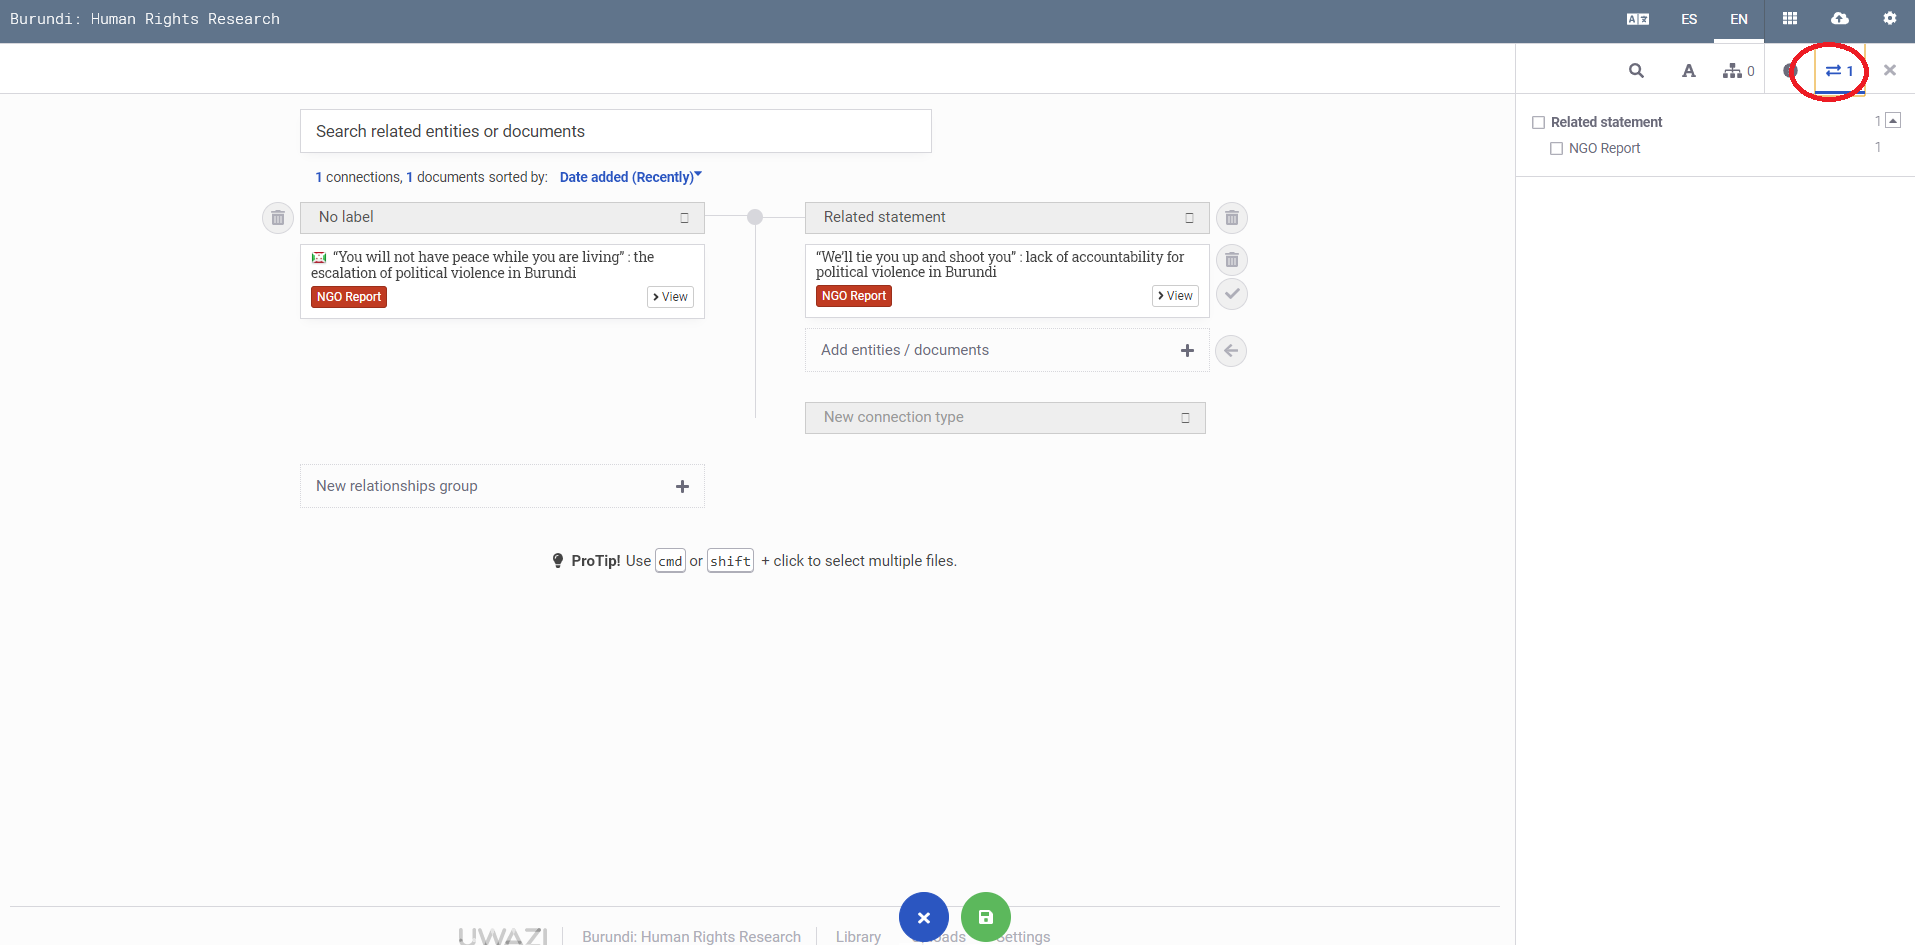 Burundi: Human Rights Research
ES
EN
A
0
1
Related statement
1
NGO Report
1
Search related entities or documents
1 connections, 1 documents sorted by: Date added (Recently)
No label
Related statement
“You will not have peace while you are living” : the
escalation of political violence in Burundi
NGO Report
View
“We'll tie you up and shoot you” : lack of accountability for
political violence in Burundi
NGO Report
View
Add entities / documents
New connection type
New relationships group
ProTip! Use cmd or shift + click to select multiple files.
UWAZI
Burundi: Human Rights Research
Library